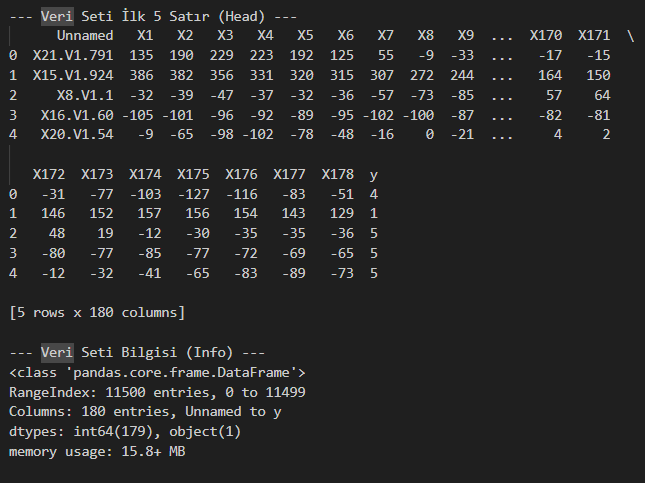 --- Veri Seti İlk 5 Satır (Head) ---
Unnamed X1 X2 X3 X4 X5 X6 X7 X8 X9 ... X170 X171 \
0 X21.V1.791 135 190 229 223 192 125 55 -9 -33 ... -17 -15
1 X15.V1.924 386 382 356 331 320 315 307 272 244 ... 164 150
2 X8.V1.1 -32 -39 -47 -37 -32 -36 -57 -73 -85 ... 57 64
3 X16.V1.60 -105 -101 -96 -92 -89 -95 -102 -100 -87 ... -82 -81
4 X20.V1.54 -9 -65 -98 -102 -78 -48 -16 0 -21 ... 4 2
X172 X173 X174 X175 X176 X177 X178 y
0 -31 -77 -103 -127 -116 -83 -51 4
1 146 152 157 156 154 143 129 1
2 48 19 -12 -30 -35 -35 -36 5
3 -80 -77 -85 -77 -72 -69 -65 5
4 -12 -32 -41 -65 -83 -89 -73 5
[5 rows x 180 columns]
--- Veri Seti Bilgisi (Info) ---
<class 'pandas.core.frame.DataFrame'>
RangeIndex: 11500 entries, 0 to 11499
Columns: 180 entries, Unnamed to y
dtypes: int64(179), object(1)
memory usage: 15.8+ MB